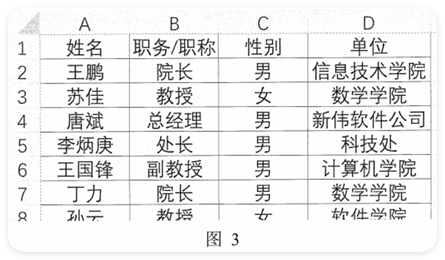 A B C D
1 姓名 职务/职称 性别 单位
2 王鹏 院长 男 信息技术学院
3 苏佳 教授 女 数学学院
4 唐斌 总经理 男 新伟软件公司
5 李炳庚 处长 男 科技处
6 王国锋 副教授 男 计算机学院
7 丁力 院长 男 数学学院
8 孙云 教授 女 软件学院
图 3